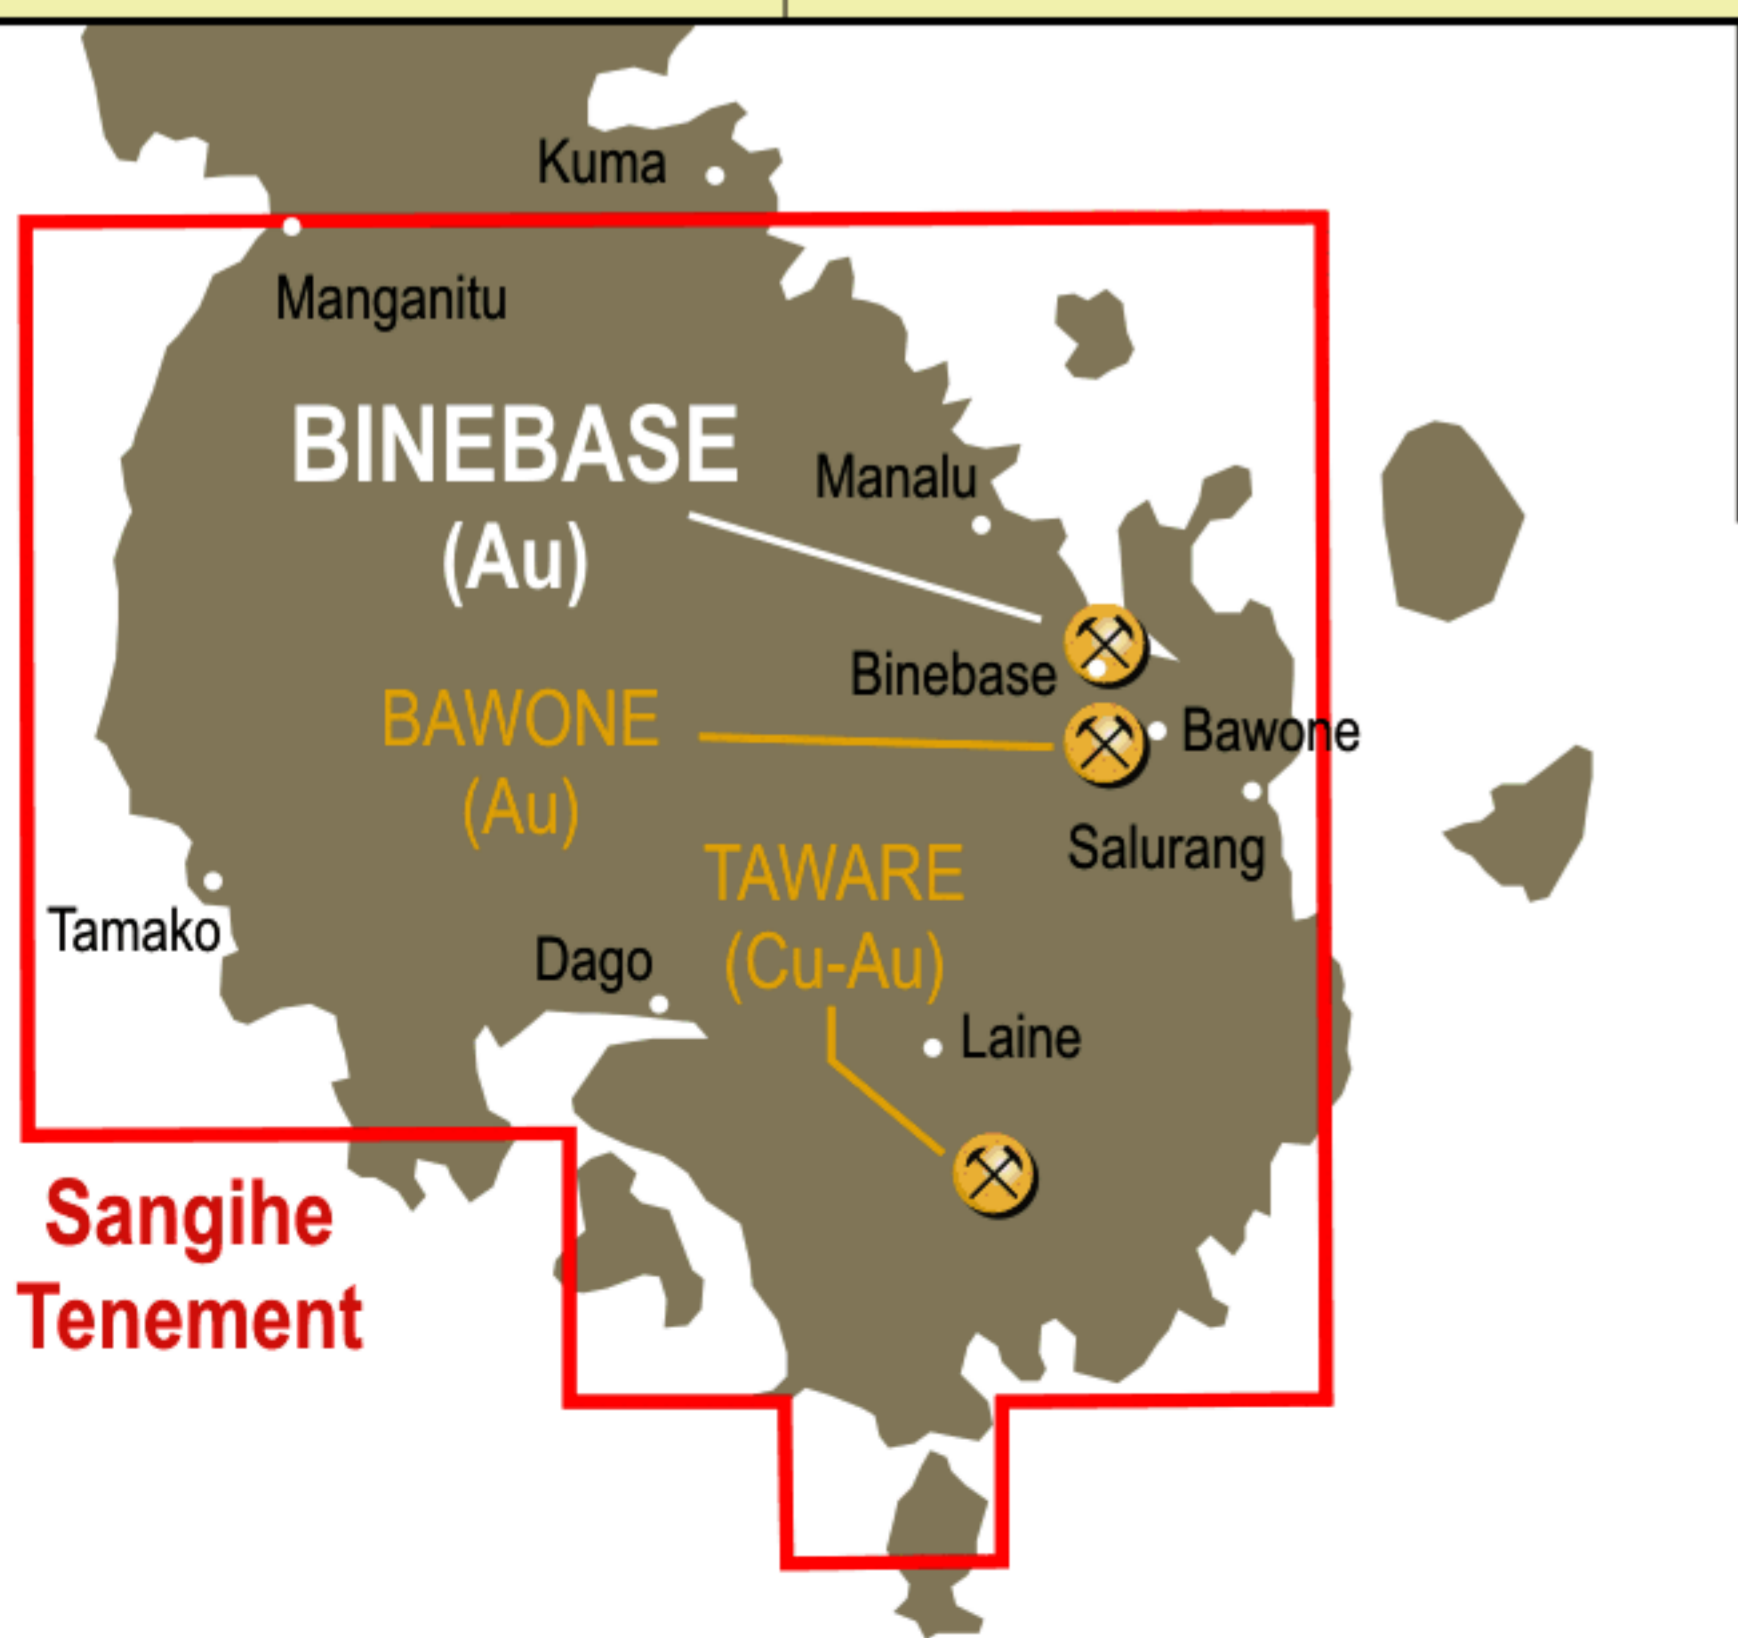 Kuma
Manganitu
BINEBASE
(Au)
Manalu
Binebase
BAWONE
(Au)
Bawone
Salurang
TAWARE
(Cu-Au)
Tamako
Dago
Laine
Sangihe
Tenement